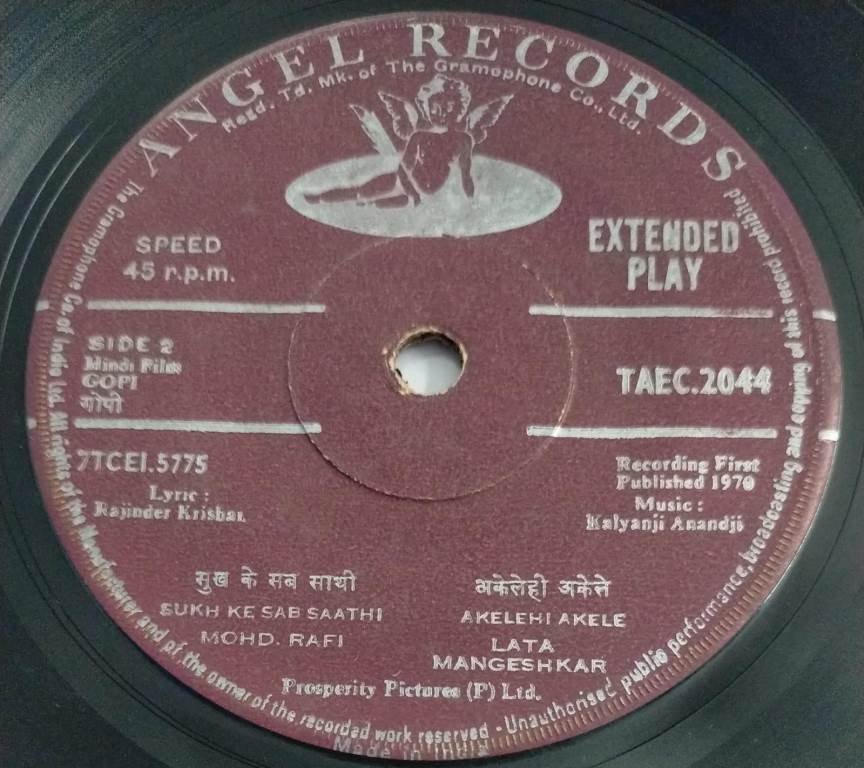 ANGEL RECORDS
Regd. Td. Mk. of The Gramophone Co., Ltd.
SPEED
45 r.p.m.
EXTENDED
PLAY
SIDE 2
Hindi Film
GOPI
गोपी
TAEC.2044
7TCEI.5775
Lyric :
Rajinder Krishan
Recording First
Published 1970
Music :
Kalyanji Anandji
सुख के सब साथी
SUKH KE SAB SAATHI
MOHD. RAFI
अकेलेही अकेले
AKELEHI AKELE
LATA
MANGESHKAR
Prosperity Pictures (P) Ltd.
The Gramophone Co. of India Ltd. All rights of the Manufacturer and of the owner of the recorded work reserved - Unauthorised public performance, broadcasting and copying of this record prohibited
Made in India